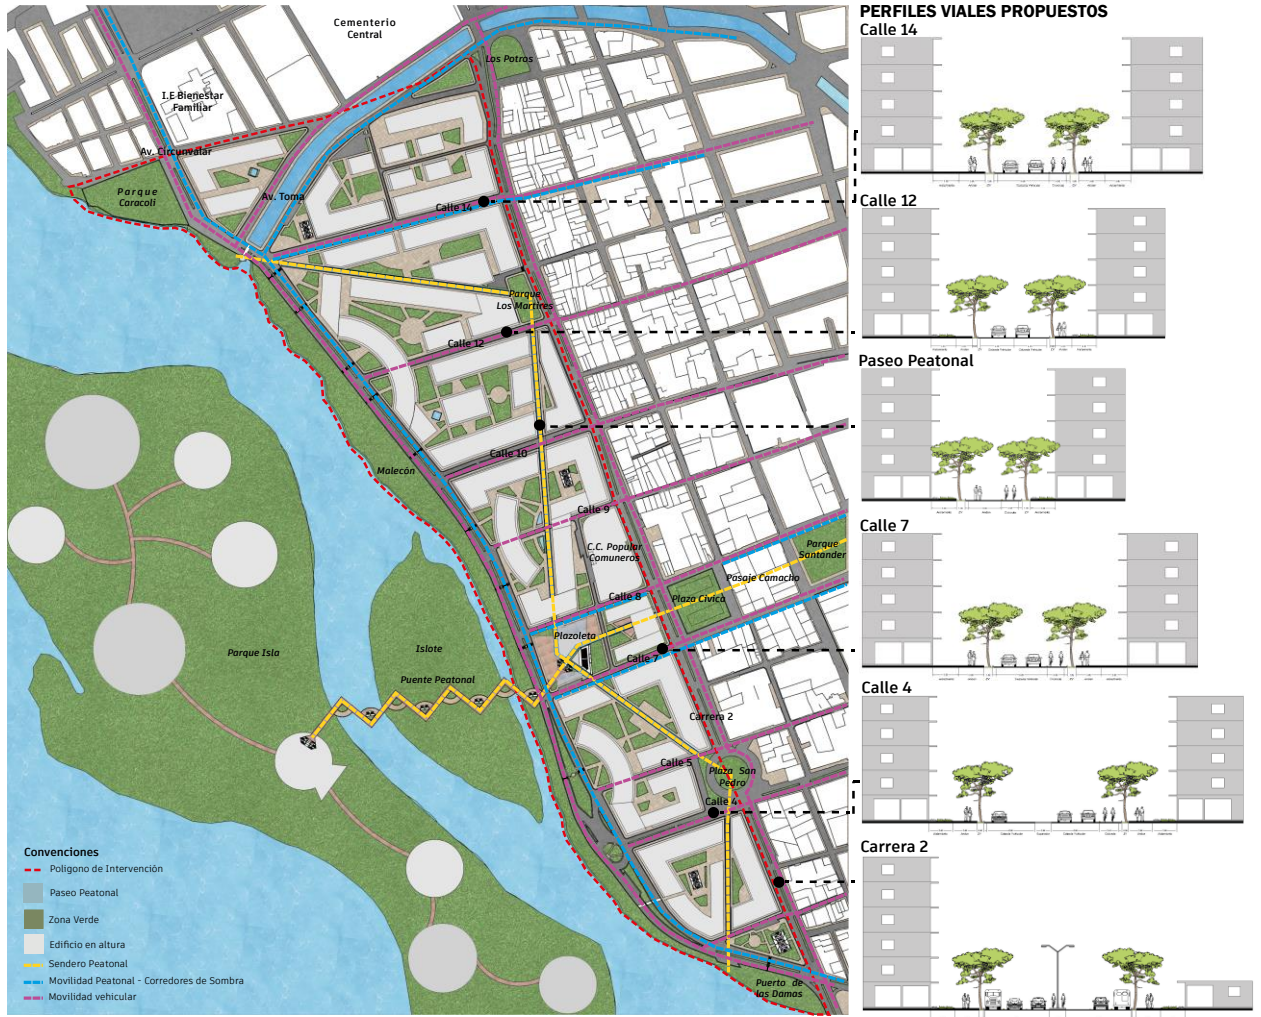 PERFILES VIALES PROPUESTOS
Calle 14
Calle 12
Paseo Peatonal
Calle 7
Calle 4
Carrera 2
Cementerio
Central
Los Potros
I.E Bienestar
Familiar
Av. Circunvalar
Parque
Caracolí
Av. Toma
Calle 14
Parque
Los Martires
Calle 12
Calle 10
Malecón
Calle 9
C.C. Popular
Comuneros
Parque
Santander
Pasaje Camacho
Calle 8
Plaza Cívica
Plazoleta
Calle 7
Parque Isla
Islote
Puente Peatonal
Carrera 2
Calle 5
Plaza San
Pedro
Calle 4
Puerto de
las Damas
Convenciones
Poligono de Intervención
Paseo Peatonal
Zona Verde
Edificio en altura
Sendero Peatonal
Movilidad Peatonal - Corredores de Sombra
Movilidad vehicular